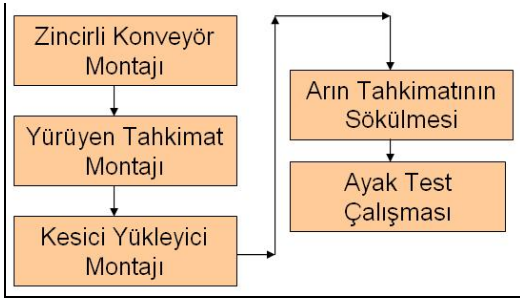 Zincirli Konveyör
Montajı
Yürüyen Tahkimat
Montajı
Kesici Yükleyici
Montajı
Arın Tahkimatının
Sökülmesi
Ayak Test
Çalışması